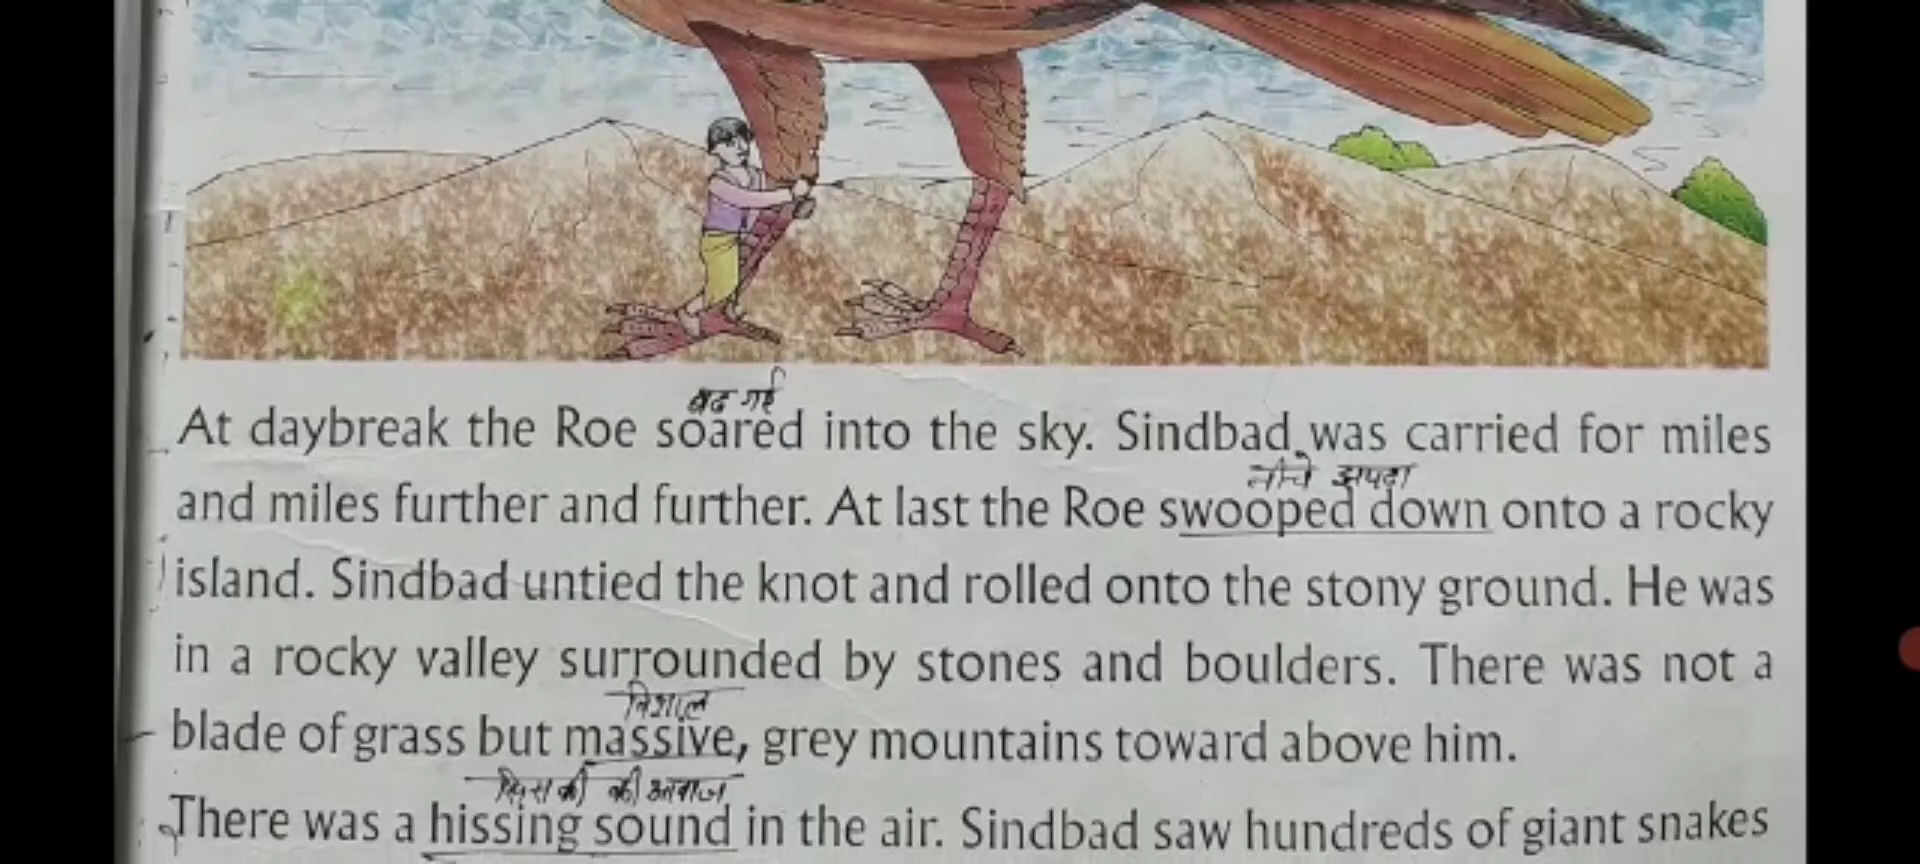 चढ गई
At daybreak the Roe soared into the sky. Sindbad was carried for miles
नीचे झपटा
and miles further and further. At last the Roe swooped down onto a rocky
island. Sindbad untied the knot and rolled onto the stony ground. He was
in a rocky valley surrounded by stones and boulders. There was not a
विशाल
blade of grass but massive, grey mountains toward above him.
की आवाज
There was a hissing sound in the air. Sindbad saw hundreds of giant snakes